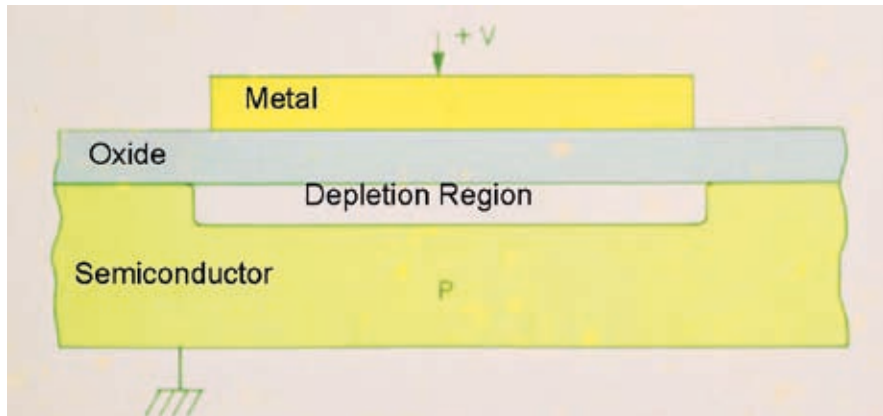 + V
Metal
Oxide
Depletion Region
Semiconductor
P